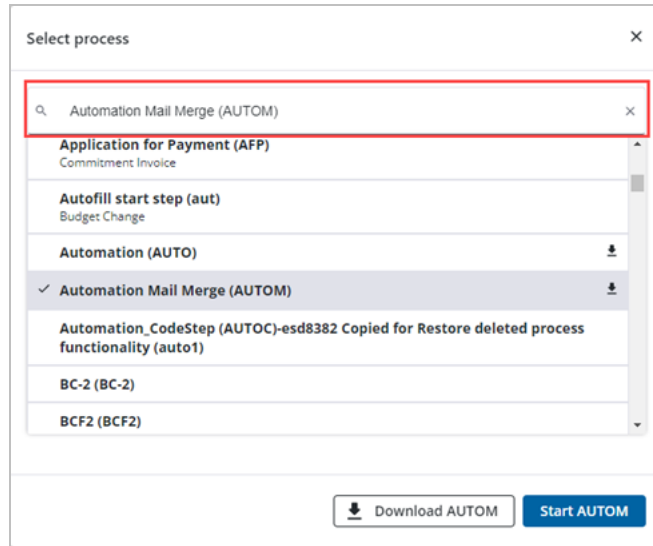 Select process
Automation Mail Merge (AUTOM)
Application for Payment (AFP)
Commitment Invoice
Autofill start step (aut)
Budget Change
Automation (AUTO)
Automation Mail Merge (AUTOM)
Automation_CodeStep (AUTOC)-esd8382 Copied for Restore deleted process
functionality (auto1)
BC-2 (BC-2)
BCF2 (BCF2)
Download AUTOM
Start AUTOM